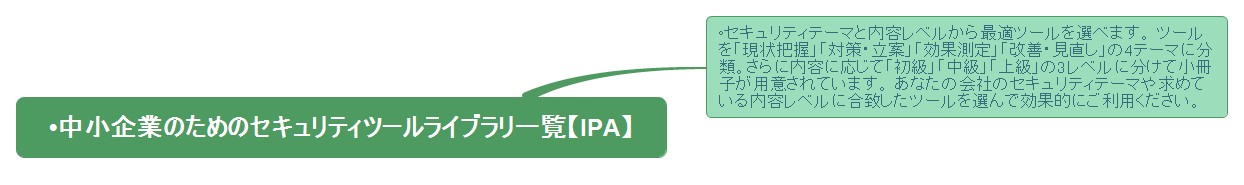 •セキュリティテーマと内容レベルから最適ツールを選べます。ツール
を「現状把握」「対策・立案」「効果測定」「改善・見直し」の4テーマに分
類。さらに内容に応じて「初級」「中級」「上級」の3レベルに分けて小冊
子が用意されています。あなたの会社のセキュリティテーマや求めて
いる内容レベルに合致したツールを選んで効果的にご利用ください。
•中小企業のためのセキュリティツールライブラリ一覧【IPA】